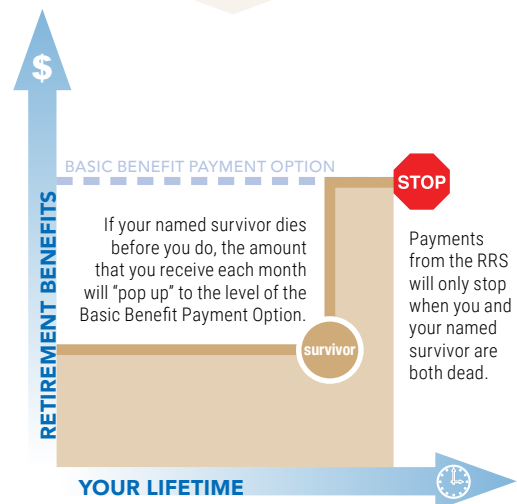 $
RETIREMENT BENEFITS
BASIC BENEFIT PAYMENT OPTION
If your named survivor dies
before you do, the amount
that you receive each month
will "pop up" to the level of the
Basic Benefit Payment Option.
survivor
STOP
Payments
from the RRS
will only stop
when you and
your named
survivor are
both dead.
YOUR LIFETIME